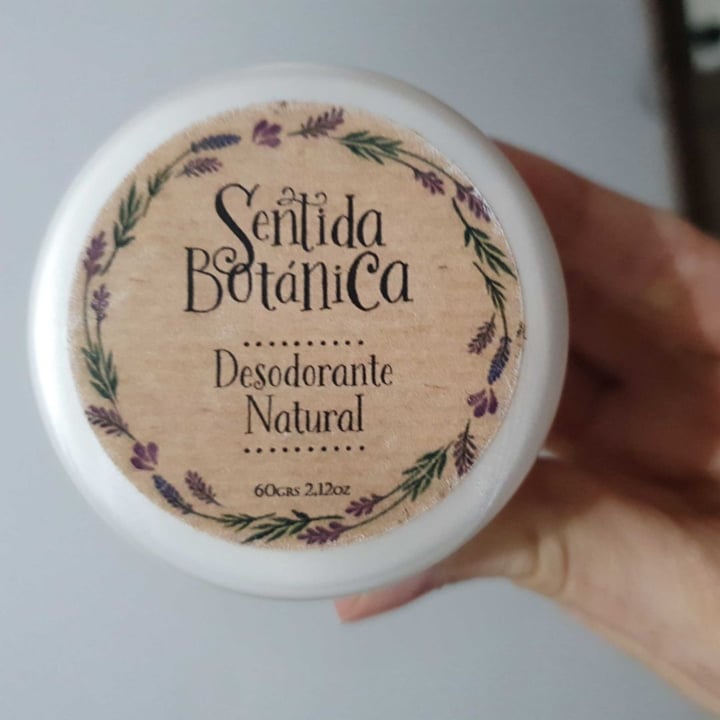 Sentida
Botánica
Desodorante
Natural
60GRS 2,12OZ